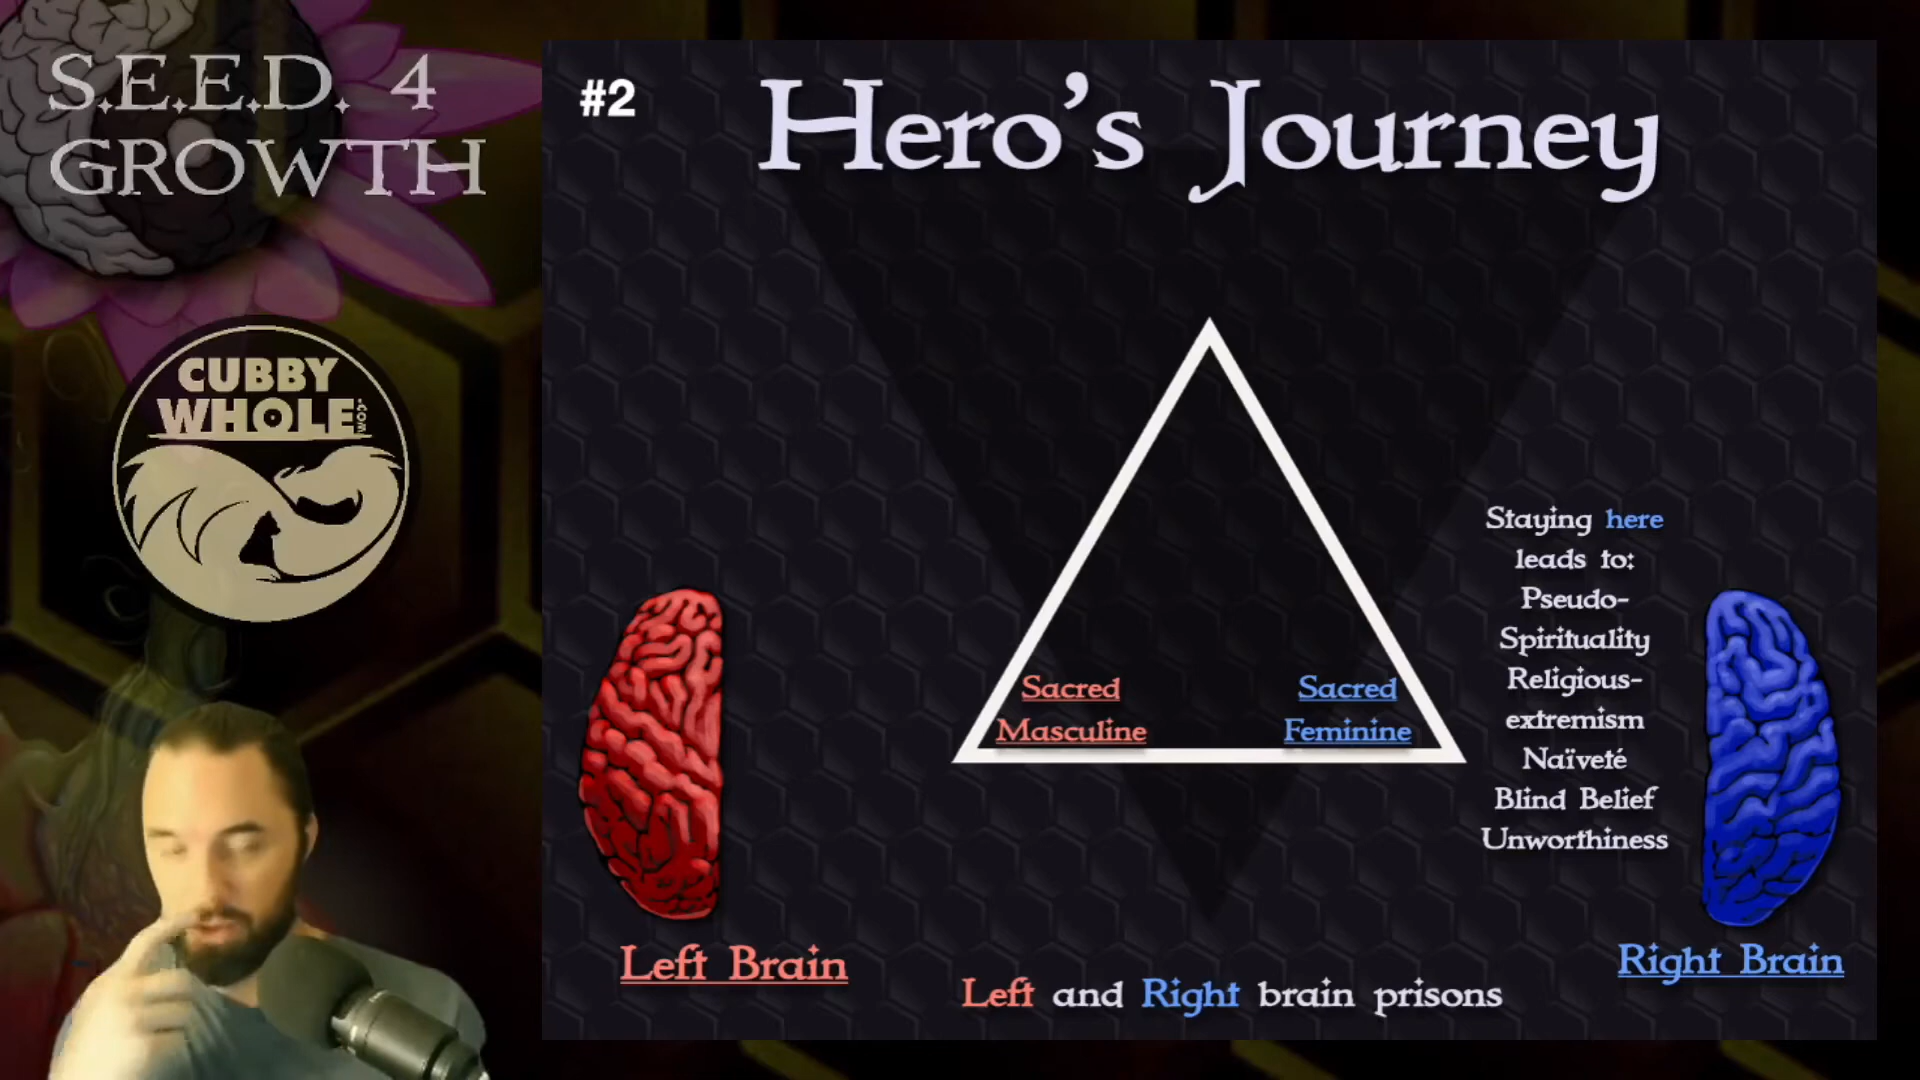 S.E.E.D. 4
GROWTH
CUBBY
WHOLE.COM
#2
Hero's Journey
Sacred
Masculine
Sacred
Feminine
Staying here
leads to:
Pseudo-
Spirituality
Religious-
extremism
Naïveté
Blind Belief
Unworthiness
Left Brain
Right Brain
Left and Right brain prisons